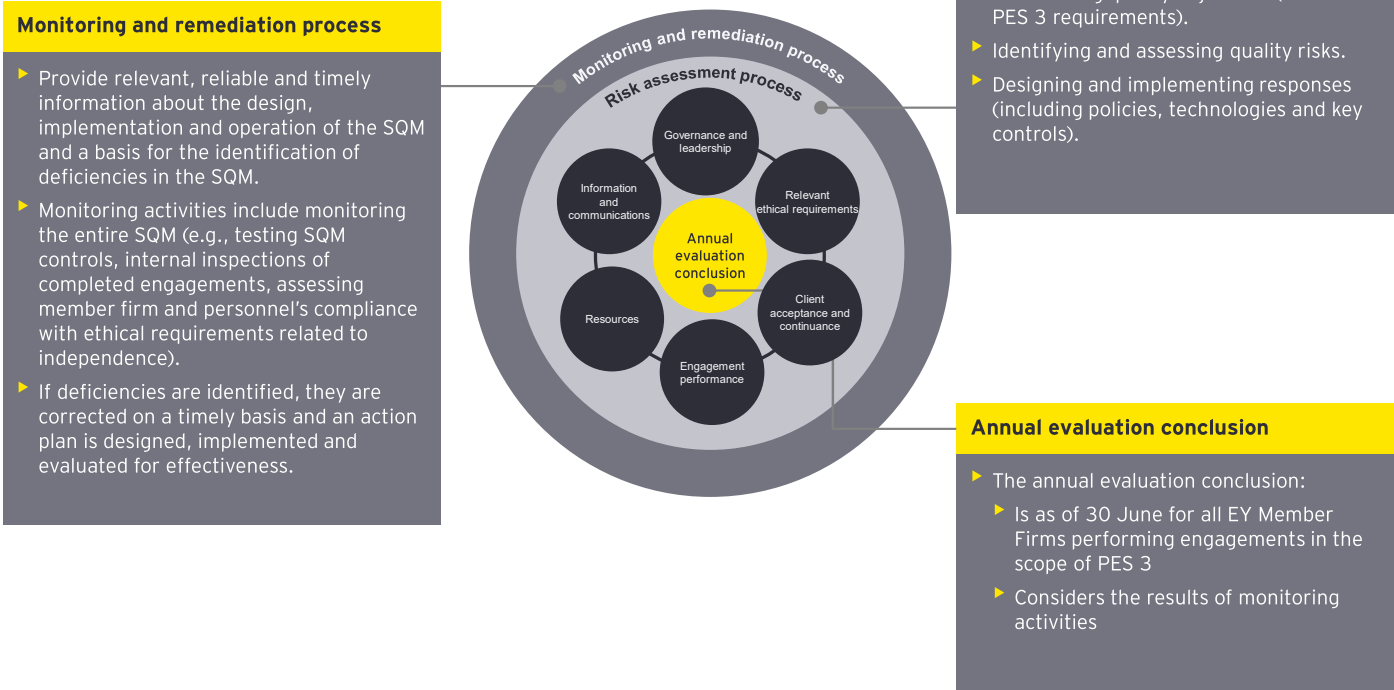 Monitoring and remediation process
Provide relevant, reliable and timely
information about the design,
implementation and operation of the SQM
and a basis for the identification of
deficiencies in the SQM.
Monitoring activities include monitoring
the entire SQM (e.g., testing SQM
controls, internal inspections of
completed engagements, assessing
member firm and personnel’s compliance
with ethical requirements related to
independence).
If deficiencies are identified, they are
corrected on a timely basis and an action
plan is designed, implemented and
evaluated for effectiveness.
Monitoring and remediation process
Risk assessment process
Governance and
leadership
Information
and
communications
Relevant
ethical requirements
Annual
evaluation
conclusion
Resources
Client
acceptance and
continuance
Engagement
performance
PES 3 requirements).
Identifying and assessing quality risks.
Designing and implementing responses
(including policies, technologies and key
controls).
Annual evaluation conclusion
The annual evaluation conclusion:
Is as of 30 June for all EY Member
Firms performing engagements in the
scope of PES 3
Considers the results of monitoring
activities